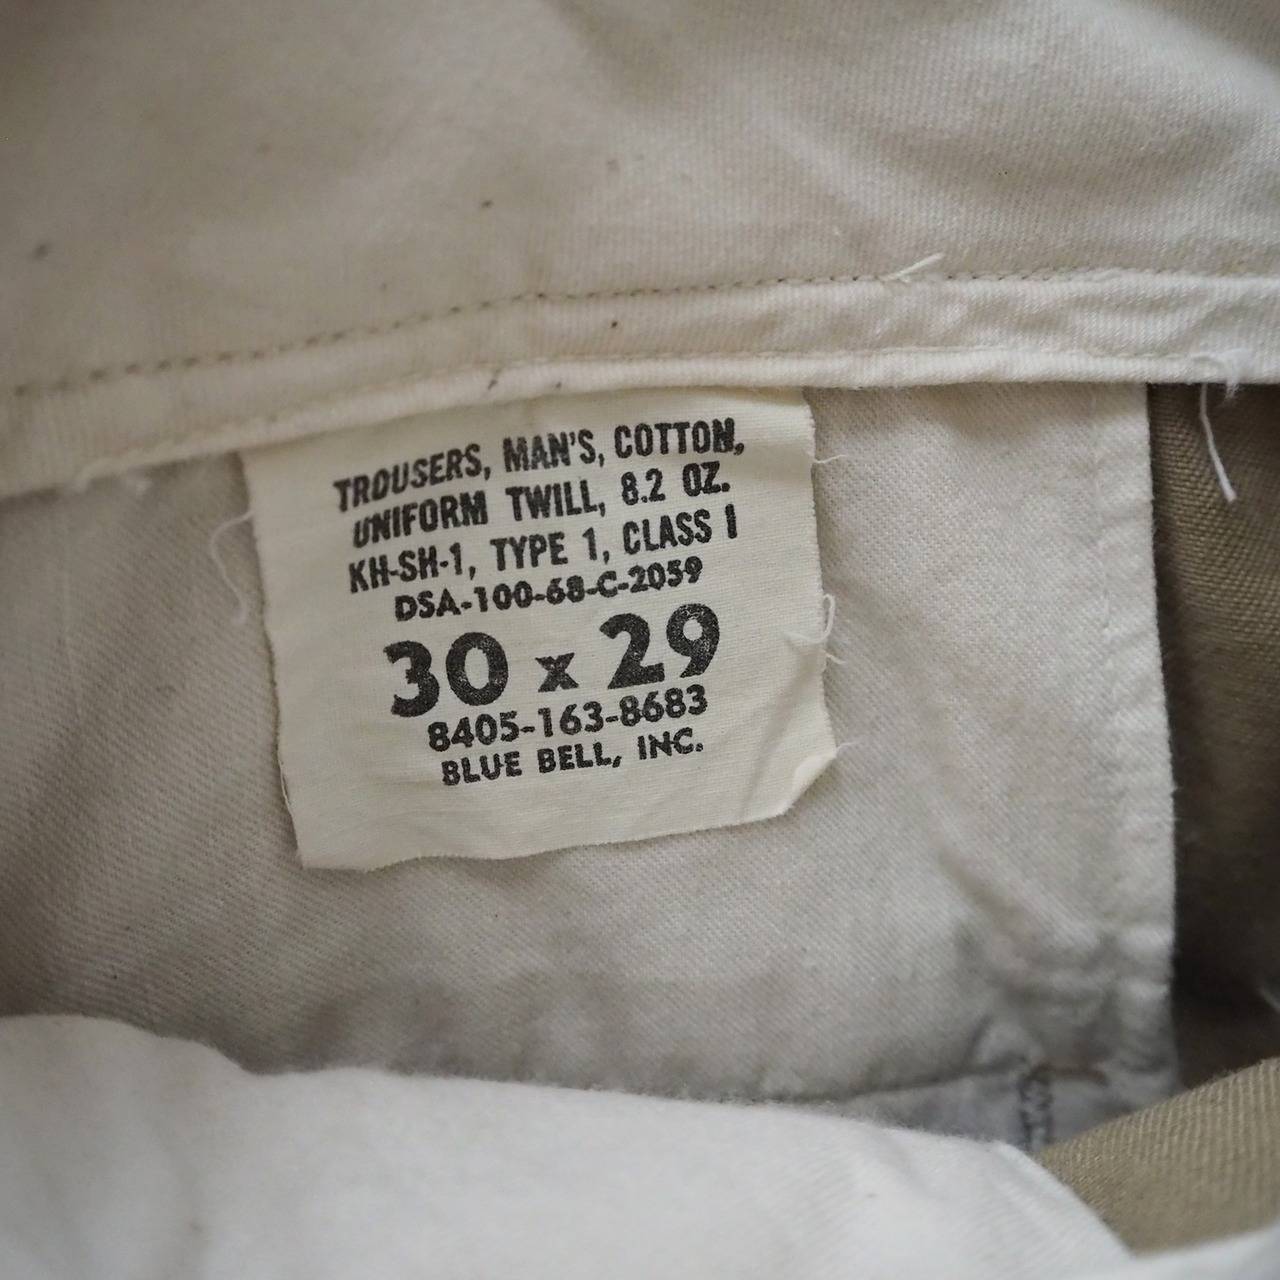 TROUSERS, MAN'S, COTTON,
UNIFORM TWILL, 8.2 OZ.
KH-SH-1, TYPE 1, CLASS 1
DSA-100-68-C-2059
30 x 29
8405-163-8683
BLUE BELL, INC.